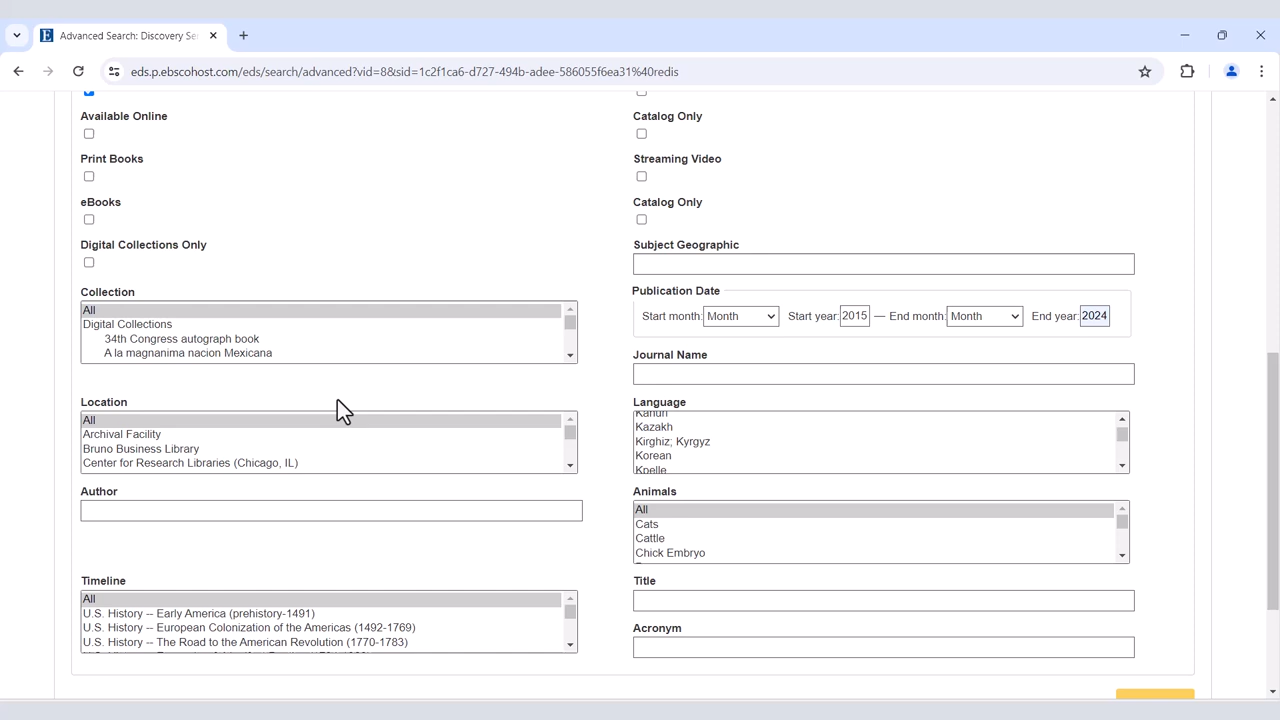 Advanced Search: Discovery Se
eds.p.ebscohost.com/eds/search/advanced?vid=8&sid=1c2f1ca6-d727-494b-adee-586055f6ea31%40redis
Available Online
Catalog Only
Print Books
Streaming Video
eBooks
Catalog Only
Digital Collections Only
Subject Geographic
Collection
All
Digital Collections
34th Congress autograph book
A la magnanima nacion Mexicana
Publication Date
Start month: Month Start year: 2015 — End month: Month End year: 2024
Journal Name
Location
All
Archival Facility
Bruno Business Library
Center for Research Libraries (Chicago, IL)
Language
Kanuri
Kazakh
Kirghiz; Kyrgyz
Korean
Kpelle
Author
Animals
All
Cats
Cattle
Chick Embryo
Timeline
All
U.S. History -- Early America (prehistory-1491)
U.S. History -- European Colonization of the Americas (1492-1769)
U.S. History -- The Road to the American Revolution (1770-1783)
Title
Acronym